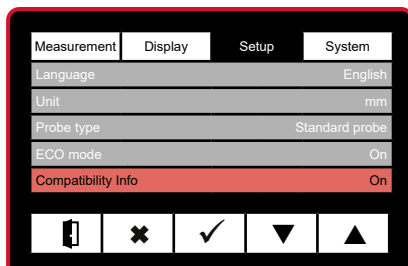 Measurement Display Setup System
Language English
Unit mm
Probe type Standard probe
ECO mode On
Compatibility Info On